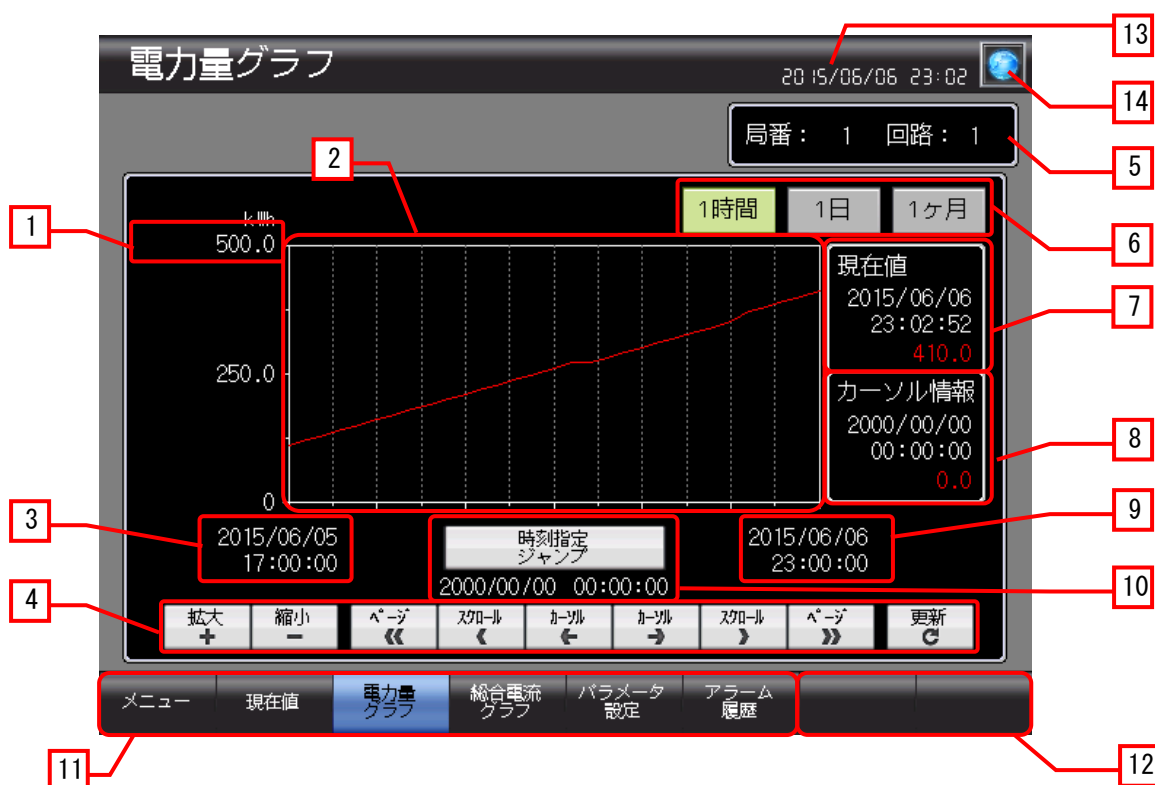 13
電力量グラフ
2015/06/06 23:02
14
局番： 1 回路： 1
5
2
1時間 1日 1ヶ月
6
1
kWh
500.0
現在値
2015/06/06
23:02:52
410.0
7
250.0
カーソル情報
2000/00/00
00:00:00
0.0
8
0
3
2015/06/05
17:00:00
時刻指定
ジャンプ
2000/00/00 00:00:00
2015/06/06
23:00:00
9
10
4
拡大 縮小 ページ スクロール カーソル カーソル スクロール ページ 更新
+ − ≪ ‹ ← → › ≫
メニュー 現在値 電力量 総合電流 パラメータ アラーム
グラフ グラフ 設定 履歴
11
12